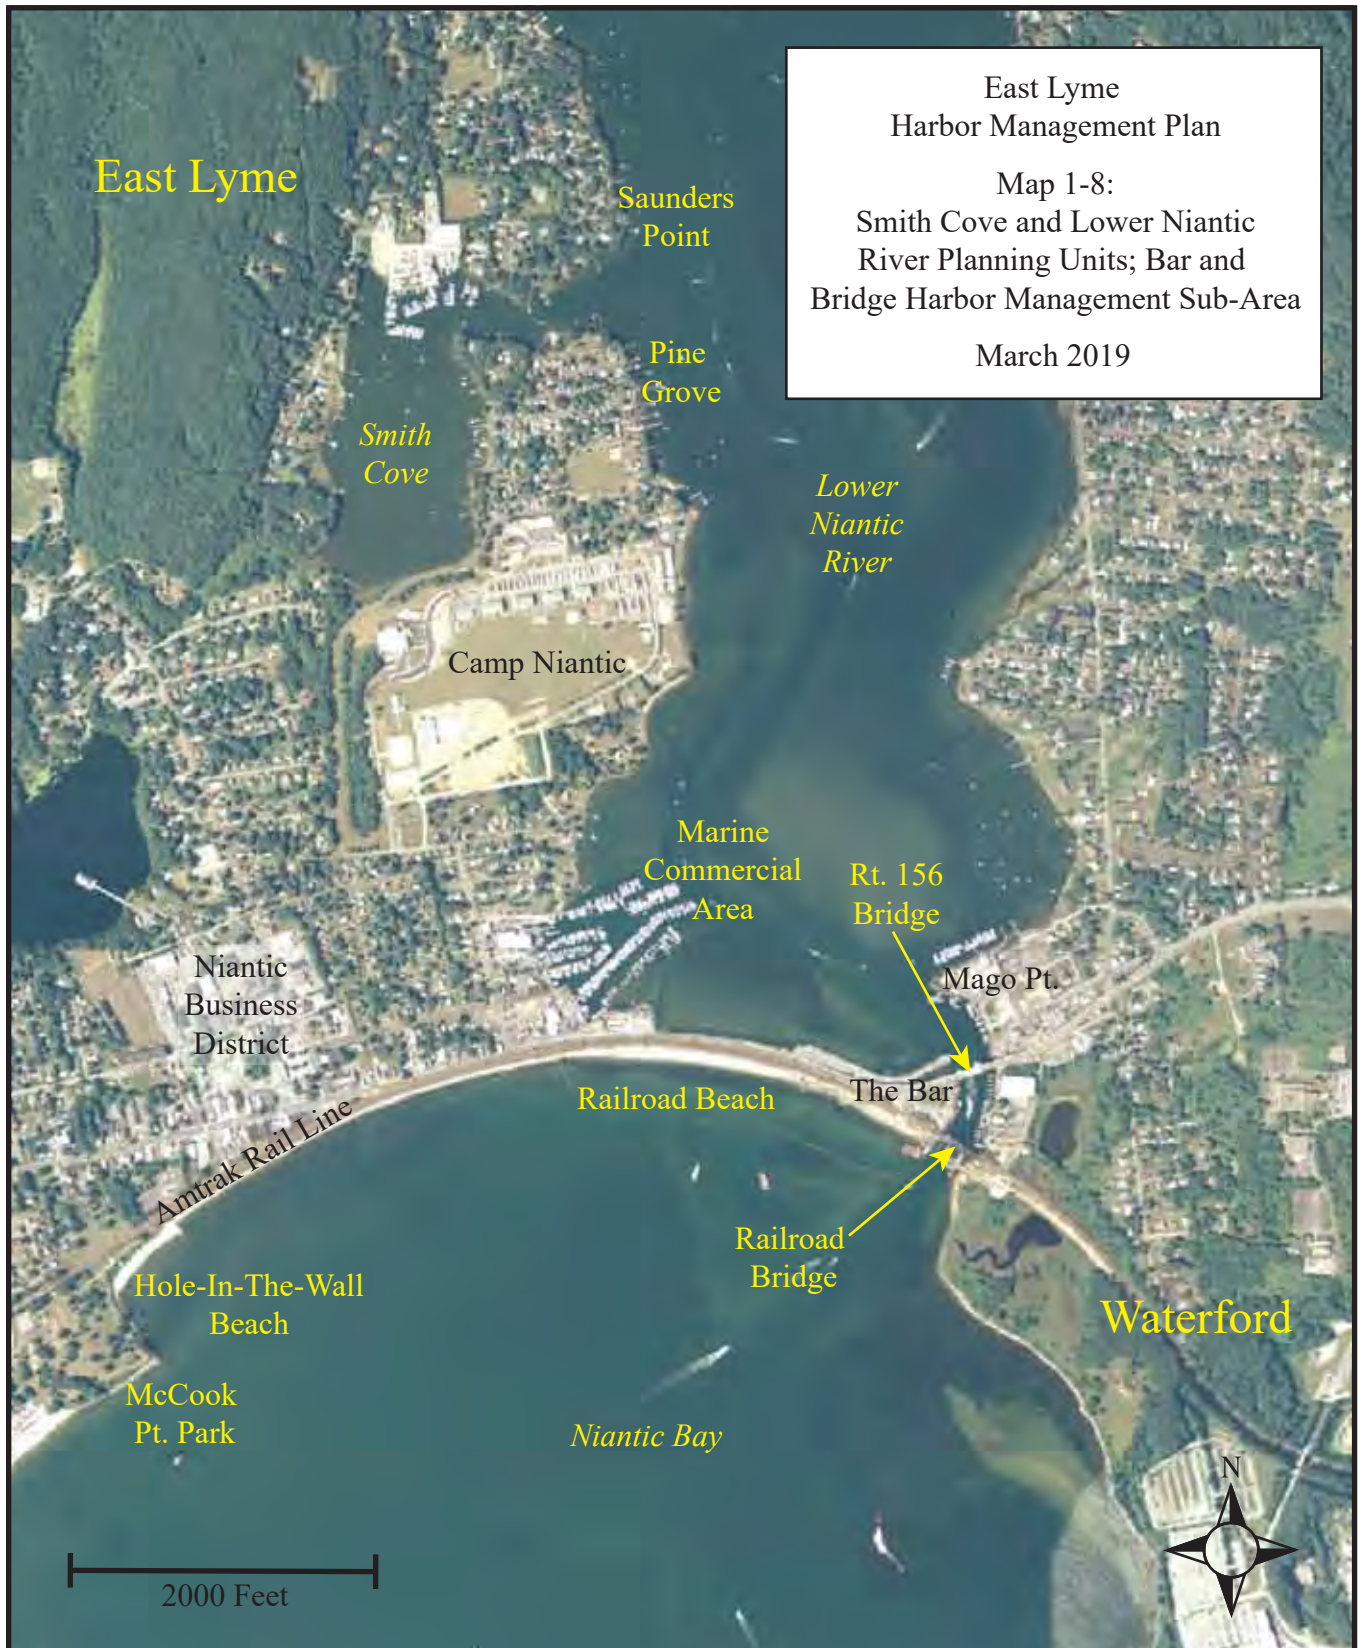 East Lyme
Harbor Management Plan
Map 1-8:
Smith Cove and Lower Niantic
River Planning Units; Bar and
Bridge Harbor Management Sub-Area
March 2019
East Lyme
Saunders
Point
Pine
Grove
Smith
Cove
Lower
Niantic
River
Camp Niantic
Marine
Commercial
Area
Rt. 156
Bridge
Niantic
Business
District
Mago Pt.
The Bar
Railroad Beach
Amtrak Rail Line
Railroad
Bridge
Hole-In-The-Wall
Beach
Waterford
McCook
Pt. Park
Niantic Bay
N
2000 Feet